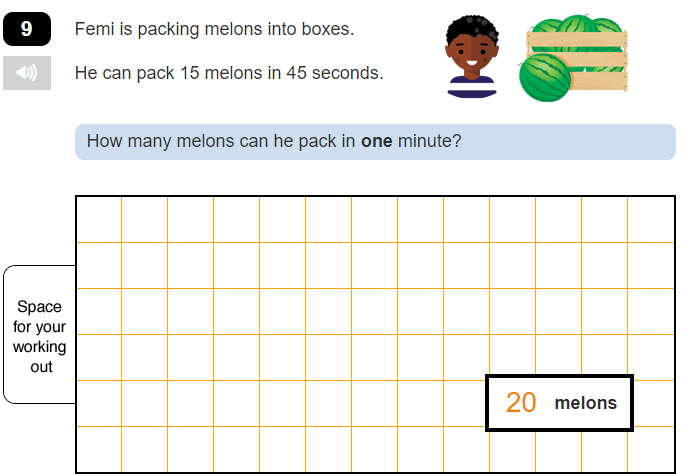 9
Femi is packing melons into boxes.
He can pack 15 melons in 45 seconds.
How many melons can he pack in one minute?
Space
for your
working
out
20 melons